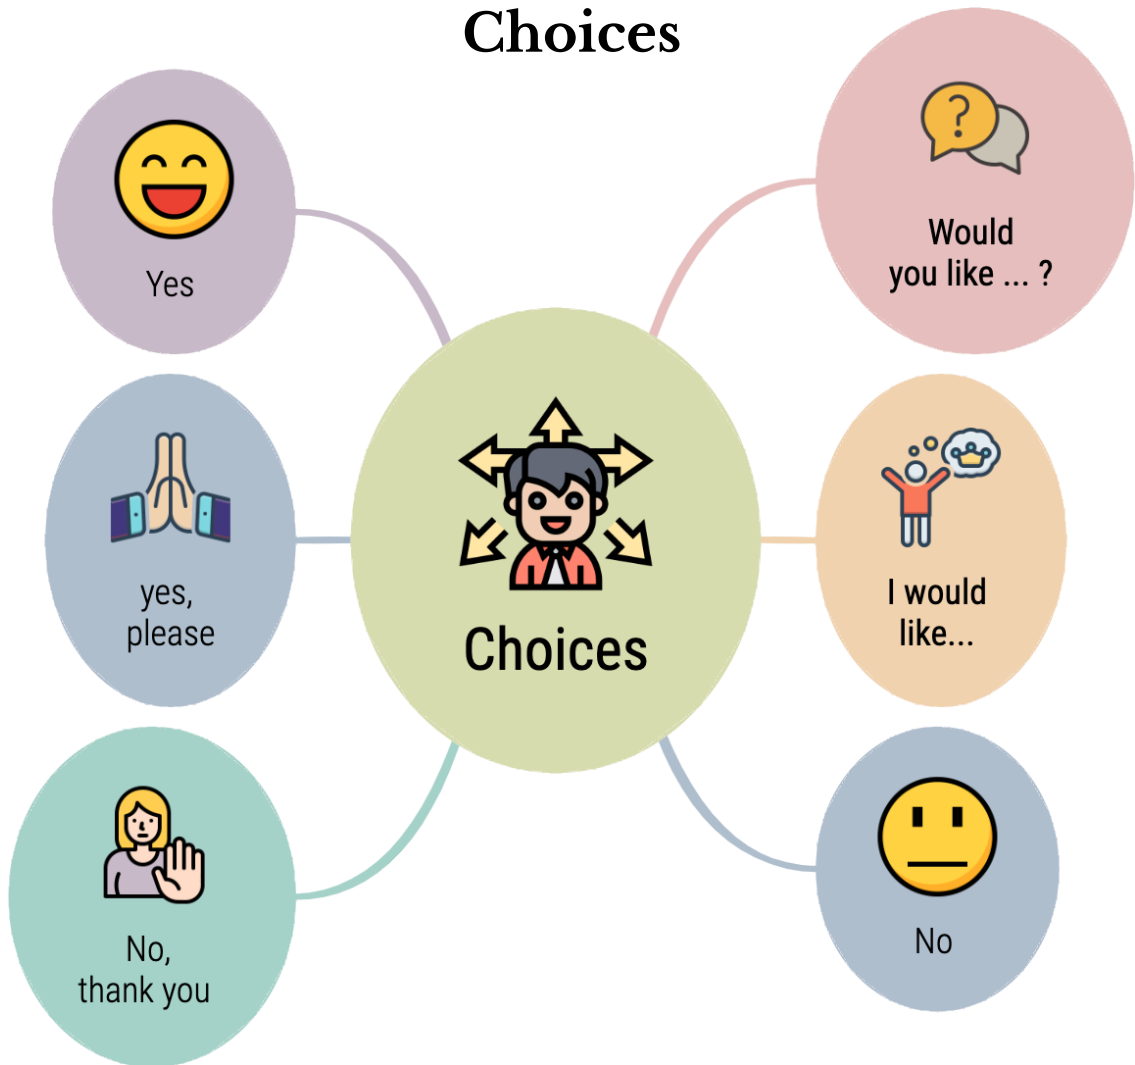 Choices
Yes
Would
you like ... ?
yes,
please
Choices
I would
like...
No,
thank you
No